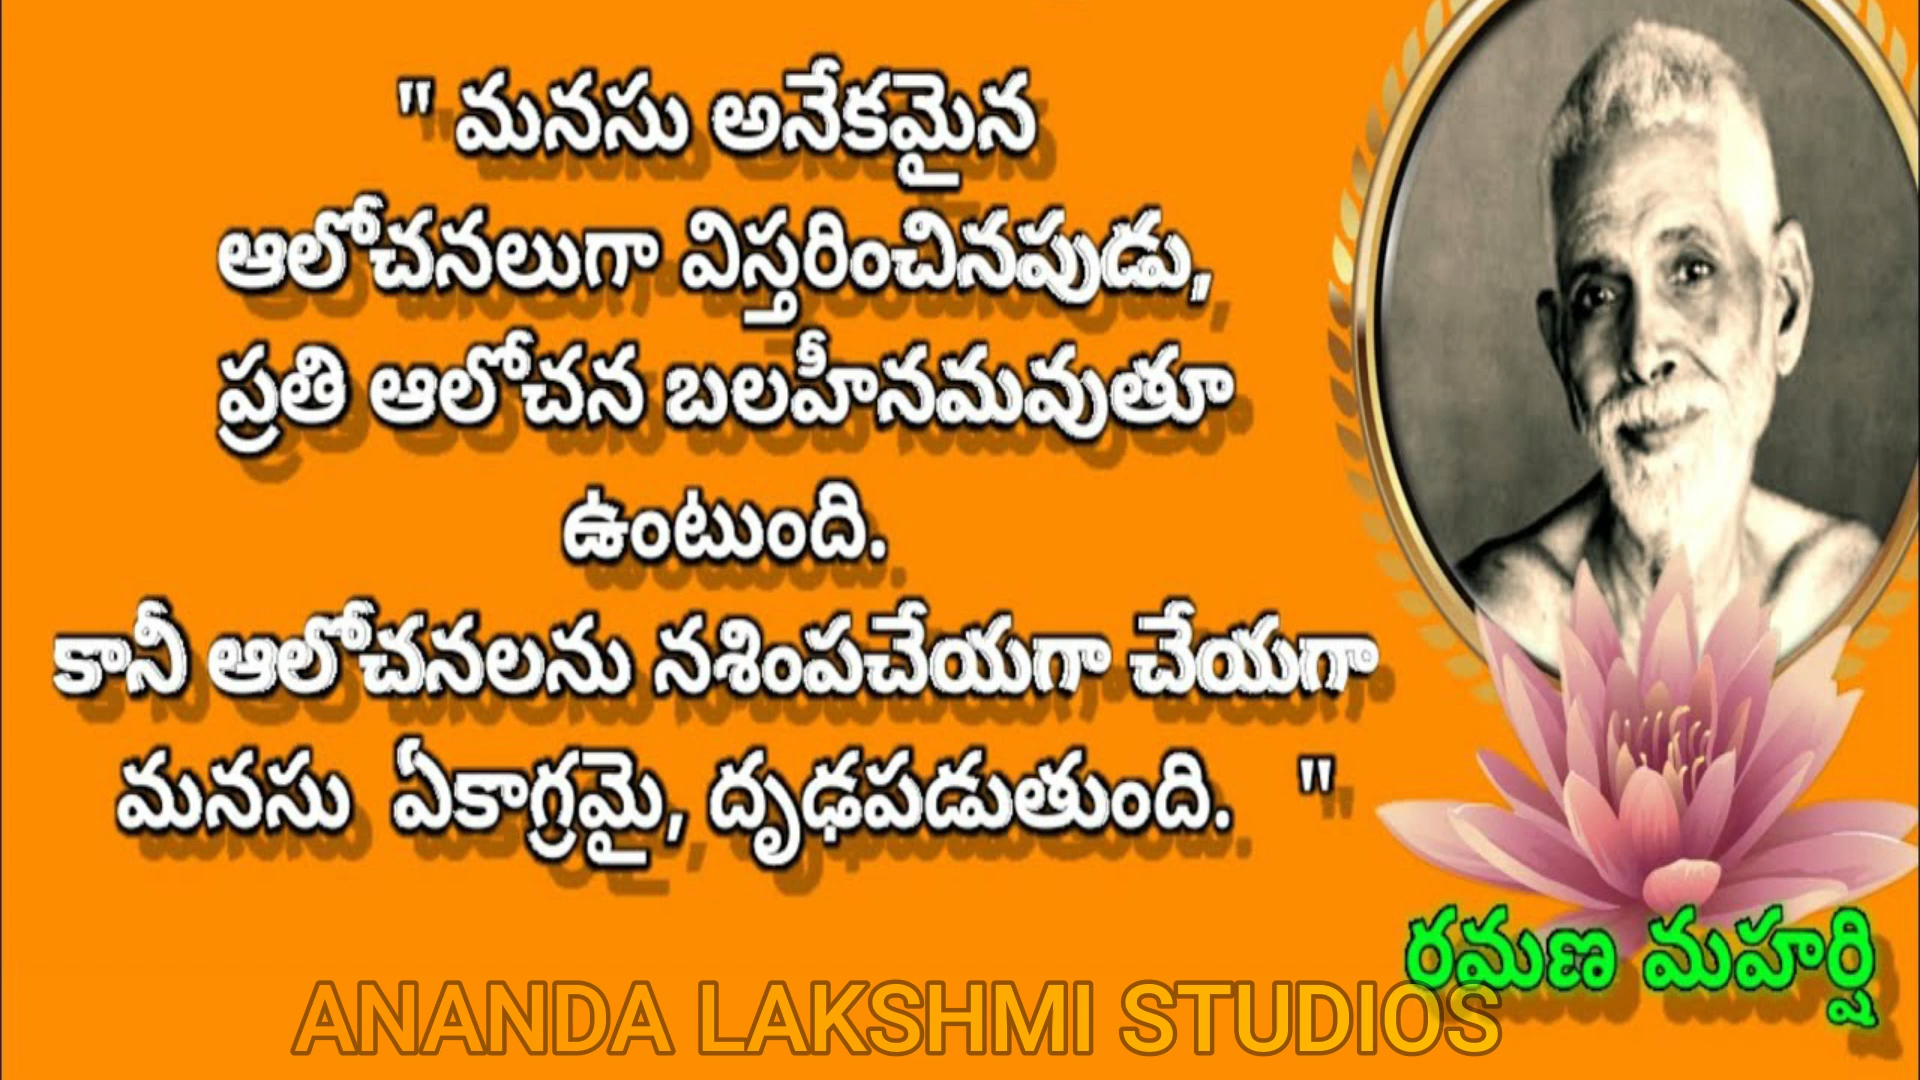 " మనసు అనేకమైన
ఆలోచనలుగా విస్తరించినపుడు,
ప్రతి ఆలోచన బలహీనమవుతూ
ఉంటుంది.
కానీ ఆలోచనలను నశింపచేయగా చేయగా
మనసు ఏకాగ్రమై, దృఢపడుతుంది. "
రమణ మహర్షి
ANANDA LAKSHMI STUDIOS